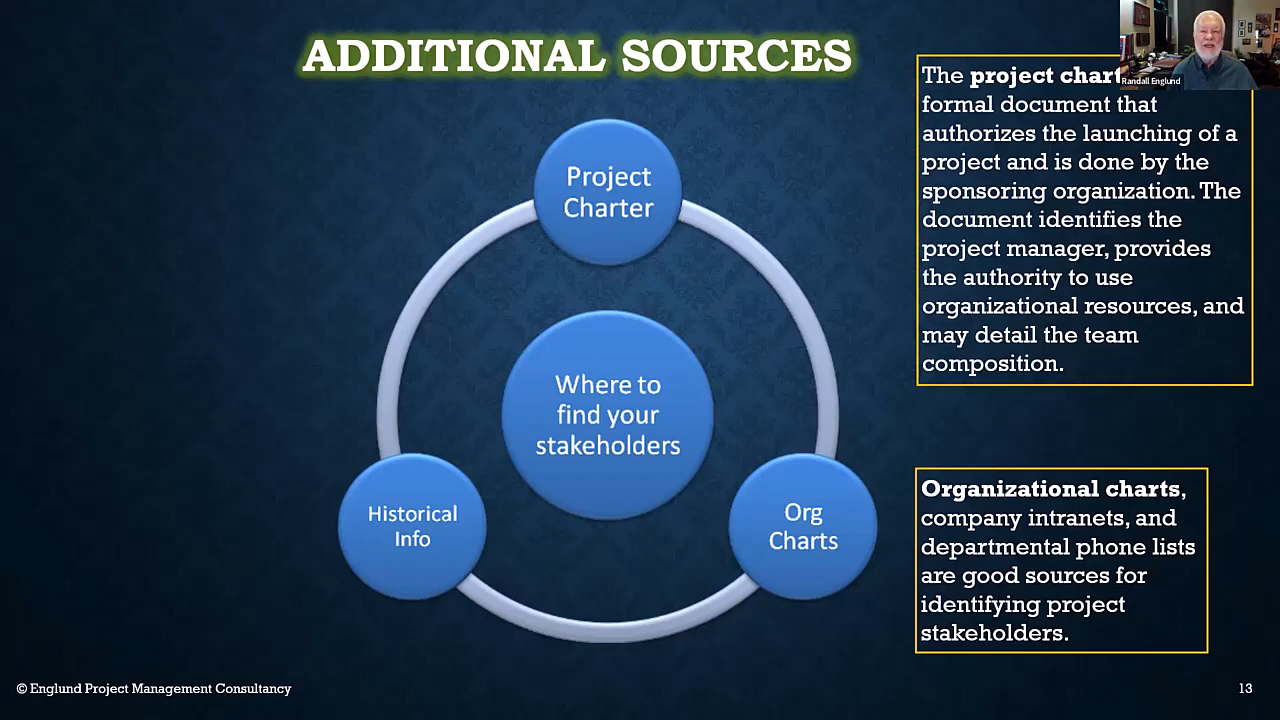 ADDITIONAL SOURCES
Project
Charter
Where to
find your
stakeholders
Historical
Info
Org
Charts
The project chart
formal document that
authorizes the launching of a
project and is done by the
sponsoring organization. The
document identifies the
project manager, provides
the authority to use
organizational resources, and
may detail the team
composition.
Organizational charts,
company intranets, and
departmental phone lists
are good sources for
identifying project
stakeholders.
Randall Englund
© Englund Project Management Consultancy
13